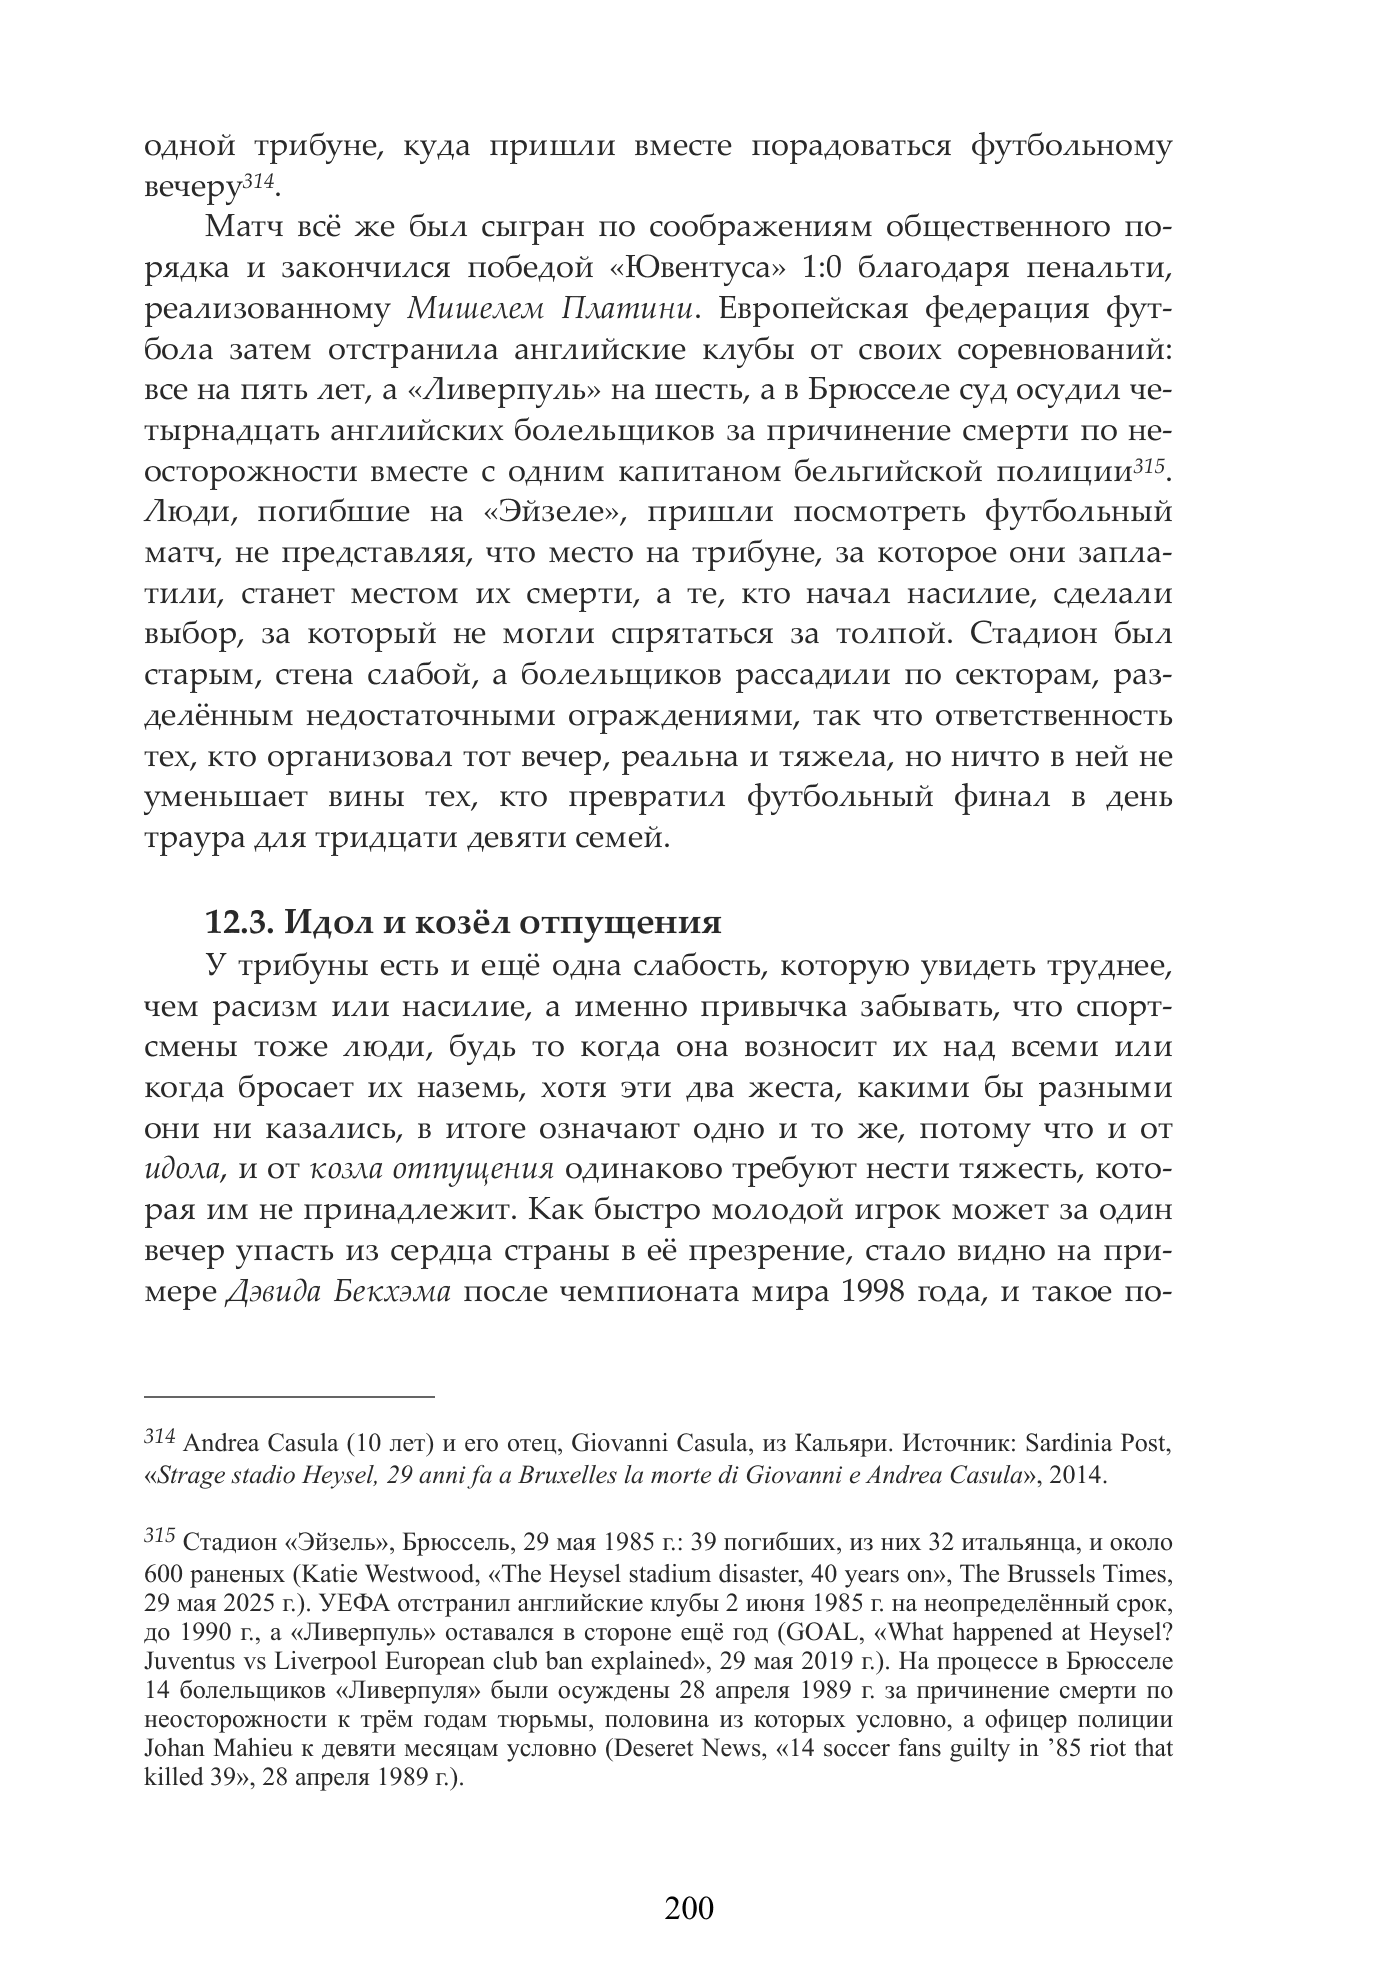 одной трибуне, куда пришли вместе порадоваться футбольному
вечеру314.
Матч всё же был сыгран по соображениям общественного по-
рядка и закончился победой «Ювентуса» 1:0 благодаря пенальти,
реализованному Мишелем Платини. Европейская федерация фут-
бола затем отстранила английские клубы от своих соревнований:
все на пять лет, а «Ливерпуль» на шесть, а в Брюсселе суд осудил че-
тырнадцать английских болельщиков за причинение смерти по не-
осторожности вместе с одним капитаном бельгийской полиции315.
Люди, погибшие на «Эйзеле», пришли посмотреть футбольный
матч, не представляя, что место на трибуне, за которое они запла-
тили, станет местом их смерти, а те, кто начал насилие, сделали
выбор, за который не могли спрятаться за толпой. Стадион был
старым, стена слабой, а болельщиков рассадили по секторам, раз-
делённым недостаточными ограждениями, так что ответственность
тех, кто организовал тот вечер, реальна и тяжела, но ничто в ней не
уменьшает вины тех, кто превратил футбольный финал в день
траура для тридцати девяти семей.
12.3. Идол и козёл отпущения
У трибуны есть и ещё одна слабость, которую увидеть труднее,
чем расизм или насилие, а именно привычка забывать, что спорт-
смены тоже люди, будь то когда она возносит их над всеми или
когда бросает их наземь, хотя эти два жеста, какими бы разными
они ни казались, в итоге означают одно и то же, потому что и от
идола, и от козла отпущения одинаково требуют нести тяжесть, кото-
рая им не принадлежит. Как быстро молодой игрок может за один
вечер упасть из сердца страны в её презрение, стало видно на при-
мере Дэвида Бекхэма после чемпионата мира 1998 года, и такое по-
314 Andrea Casula (10 лет) и его отец, Giovanni Casula, из Кальяри. Источник: Sardinia Post,
«Strage stadio Heysel, 29 anni fa a Bruxelles la morte di Giovanni e Andrea Casula», 2014.
315 Стадион «Эйзель», Брюссель, 29 мая 1985 г.: 39 погибших, из них 32 итальянца, и около
600 раненых (Katie Westwood, «The Heysel stadium disaster, 40 years on», The Brussels Times,
29 мая 2025 г.). УЕФА отстранил английские клубы 2 июня 1985 г. на неопределённый срок,
до 1990 г., а «Ливерпуль» оставался в стороне ещё год (GOAL, «What happened at Heysel?
Juventus vs Liverpool European club ban explained», 29 мая 2019 г.). На процессе в Брюсселе
14 болельщиков «Ливерпуля» были осуждены 28 апреля 1989 г. за причинение смерти по
неосторожности к трём годам тюрьмы, половина из которых условно, а офицер полиции
Johan Mahieu к девяти месяцам условно (Deseret News, «14 soccer fans guilty in ’85 riot that
killed 39», 28 апреля 1989 г.).
200